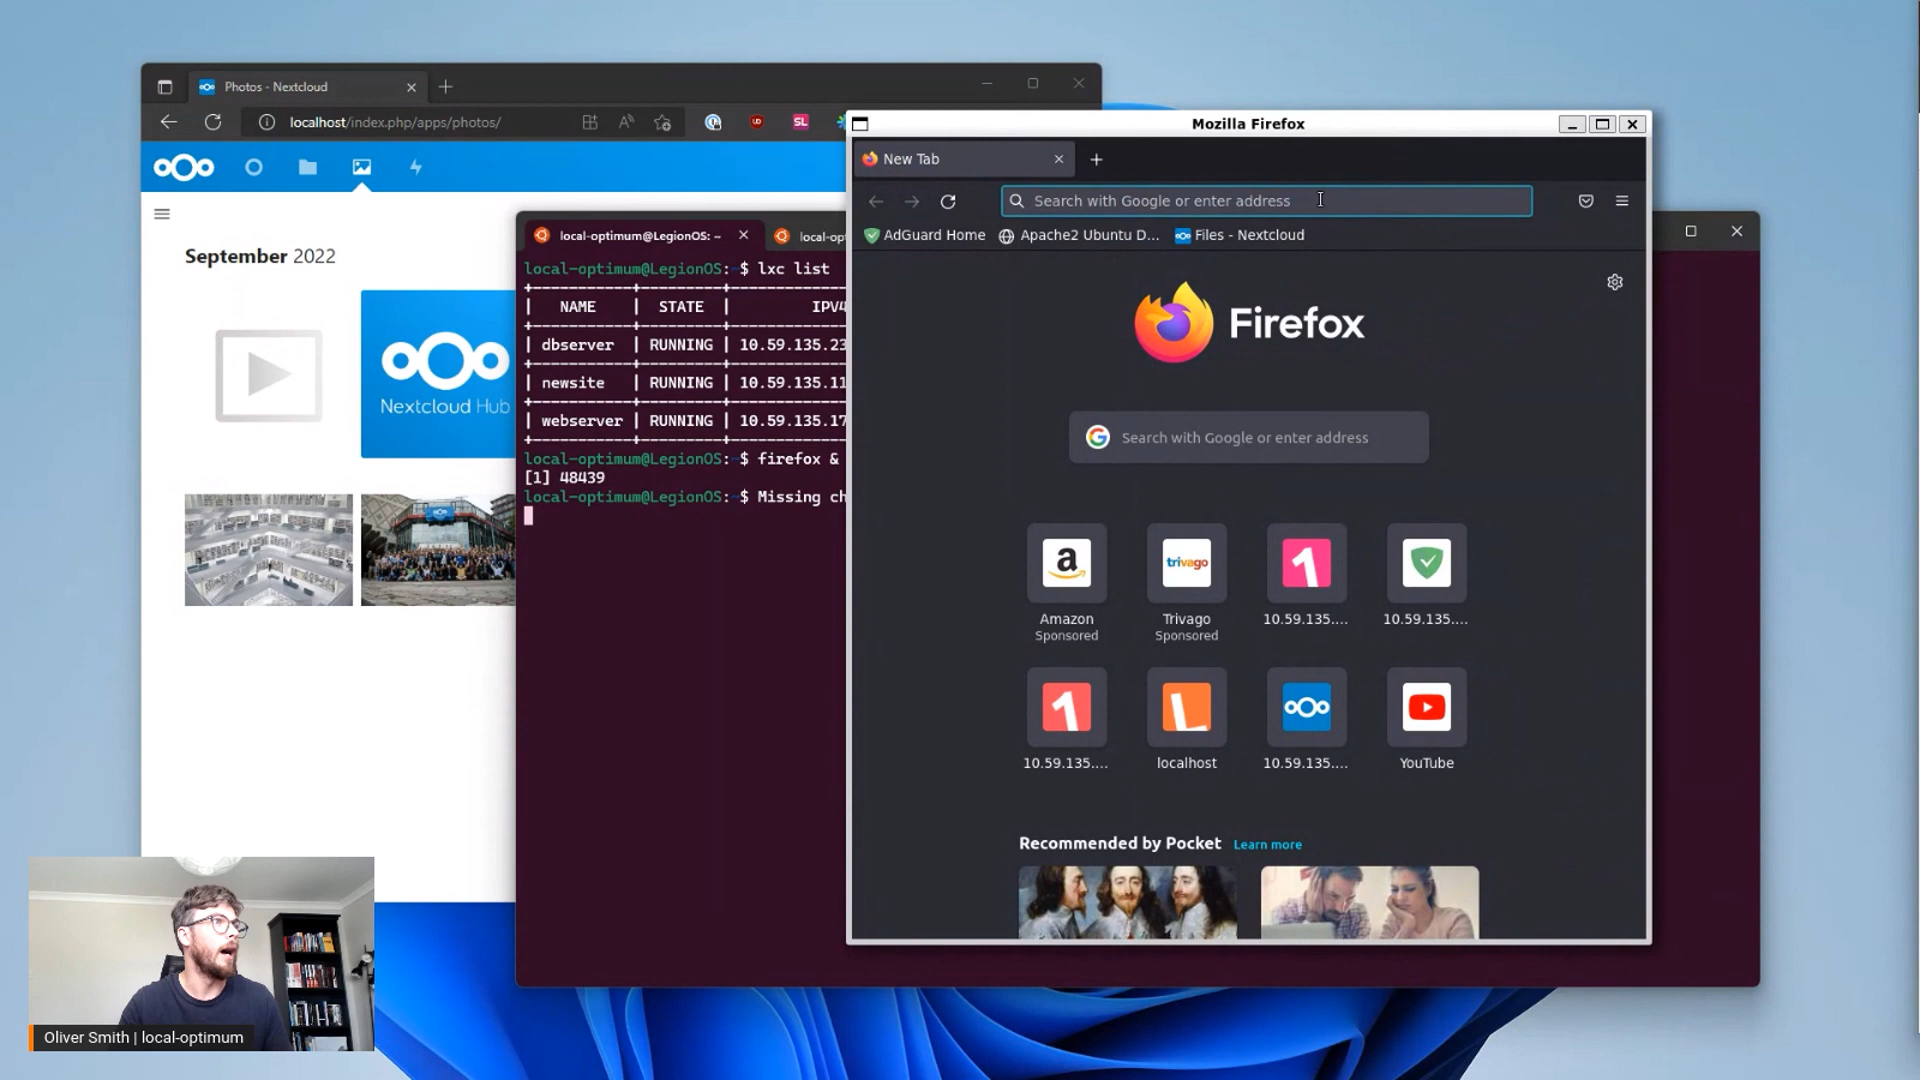 Photos - Nextcloud
localhost/index.php/apps/photos/
SL
September 2022
Nextcloud Hub
local-optimum@LegionOS: ~
local-op
local-optimum@LegionOS:~$ lxc list
| NAME | STATE | IPV4
| dbserver | RUNNING | 10.59.135.23
| newsite | RUNNING | 10.59.135.11
| webserver | RUNNING | 10.59.135.17
local-optimum@LegionOS:~$ firefox &
[1] 48439
local-optimum@LegionOS:~$ Missing ch
Mozilla Firefox
New Tab
Search with Google or enter address
AdGuard Home
Apache2 Ubuntu D...
Files - Nextcloud
Firefox
Search with Google or enter address
a
trivago
1
Amazon
Sponsored
Trivago
Sponsored
10.59.135....
10.59.135....
1
L
10.59.135....
localhost
10.59.135....
YouTube
Recommended by Pocket Learn more
Oliver Smith | local-optimum